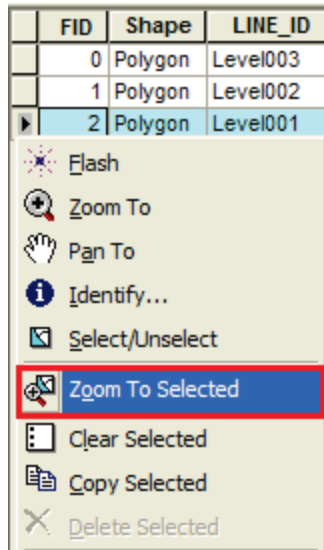 FID Shape LINE_ID
0 Polygon Level003
1 Polygon Level002
2 Polygon Level001
Flash
Zoom To
Pan To
Identify...
Select/Unselect
Zoom To Selected
Clear Selected
Copy Selected
Delete Selected